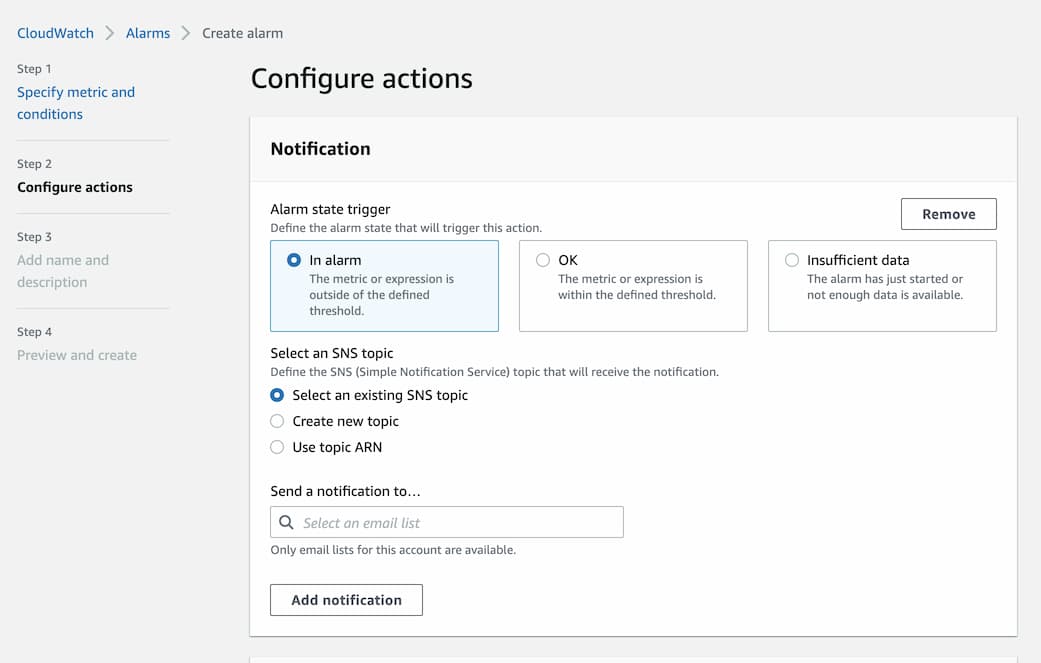 CloudWatch > Alarms > Create alarm
Step 1
Specify metric and
conditions
Step 2
Configure actions
Step 3
Add name and
description
Step 4
Preview and create
Configure actions
Notification
Alarm state trigger
Define the alarm state that will trigger this action.
Remove
In alarm
The metric or expression is
outside of the defined
threshold.
OK
The metric or expression is
within the defined threshold.
Insufficient data
The alarm has just started or
not enough data is available.
Select an SNS topic
Define the SNS (Simple Notification Service) topic that will receive the notification.
Select an existing SNS topic
Create new topic
Use topic ARN
Send a notification to…
Select an email list
Only email lists for this account are available.
Add notification